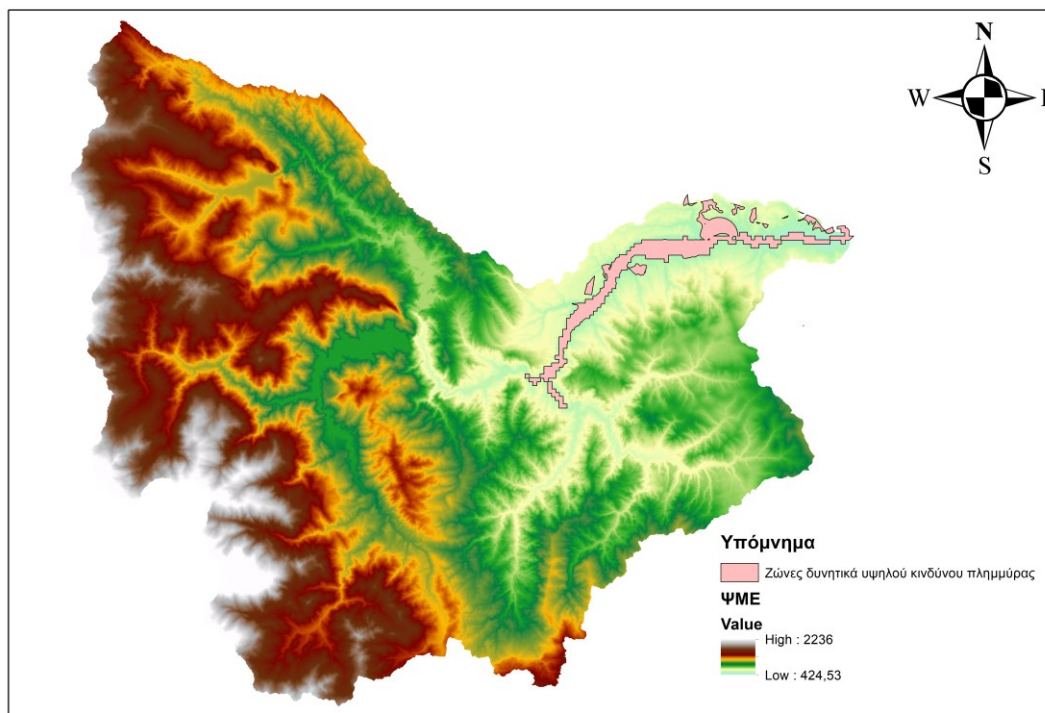 N
W
S
Υπόμνημα
Ζώνες δυνητικά υψηλού κινδύνου πλημμύρας
ΨΜΕ
Value
High : 2236
Low : 424,53